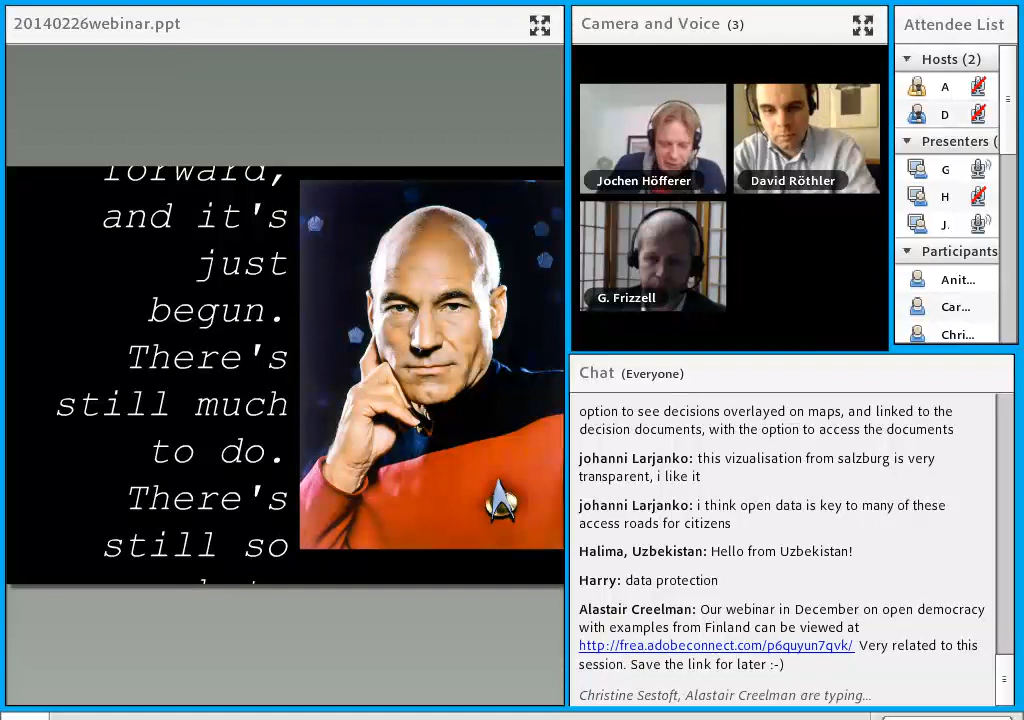 20140226webinar.ppt
forward,
and it's
just
begun.
There's
still much
to do.
There's
still so
Camera and Voice (3)
Jochen Höfferer
David Röthler
G. Frizzell
Attendee List
Hosts (2)
A
D
Presenters (
G
H
J.
Participants
Anit...
Car...
Chri...
Chat (Everyone)
option to see decisions overlayed on maps, and linked to the
decision documents, with the option to access the documents
johanni Larjanko: this vizualisation from salzburg is very
transparent, i like it
johanni Larjanko: i think open data is key to many of these
access roads for citizens
Halima, Uzbekistan: Hello from Uzbekistan!
Harry: data protection
Alastair Creelman: Our webinar in December on open democracy
with examples from Finland can be viewed at
http://frea.adobeconnect.com/p6quyun7qvk/ Very related to this
session. Save the link for later :-)
Christine Sestoft, Alastair Creelman are typing...